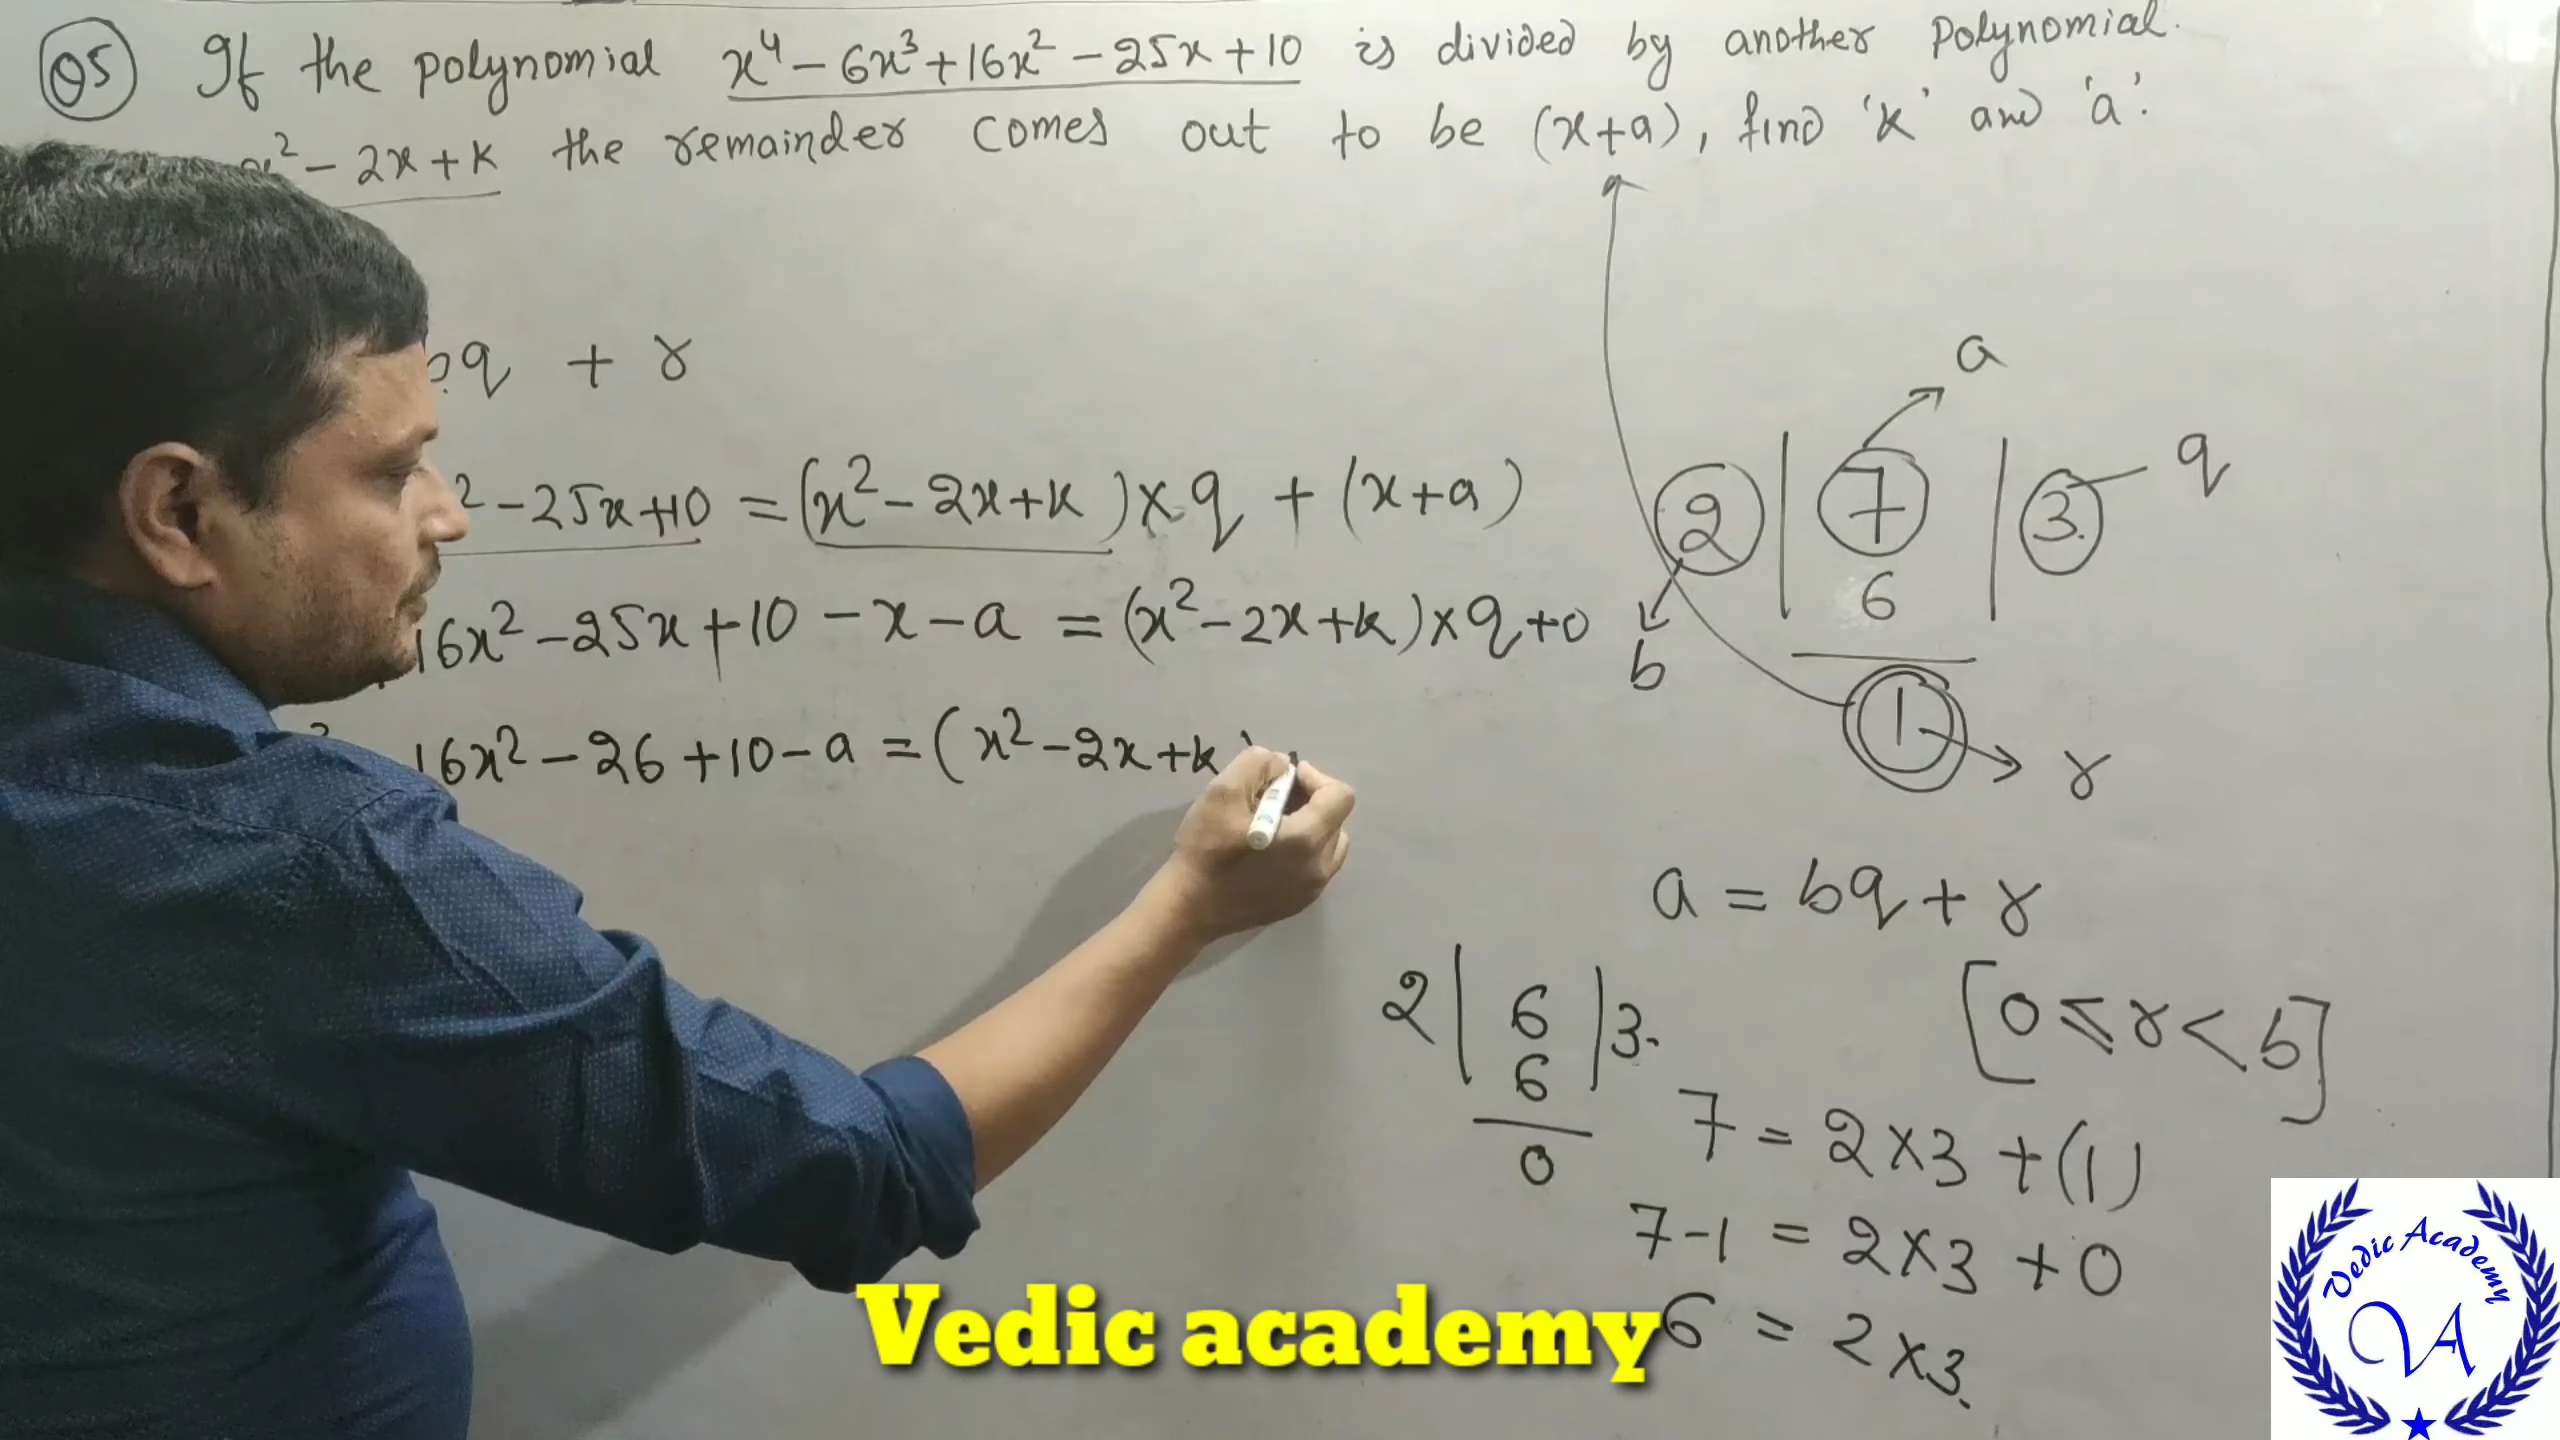 Q5 If the polynomial x⁴ - 6x³ + 16x² - 25x + 10 is divided by another polynomial.
x² - 2x + k the remainder comes out to be (x+a), find 'k' and 'a'.
bq + r
² - 25x + 10 = (x² - 2x + k) × q + (x+a)
16x² - 25x + 10 - x - a = (x² - 2x + k) × q + 0
16x² - 26 + 10 - a = (x² - 2x + k)
a
2 | 7 | 3. q
6
b
1 r
a = bq + r
[0 ≤ r < b]
2 | 6 | 3.
6
0
7 = 2×3 + (1)
7-1 = 2×3 + 0
6 = 2×3.
Vedic academy
Vedic Academy
VA